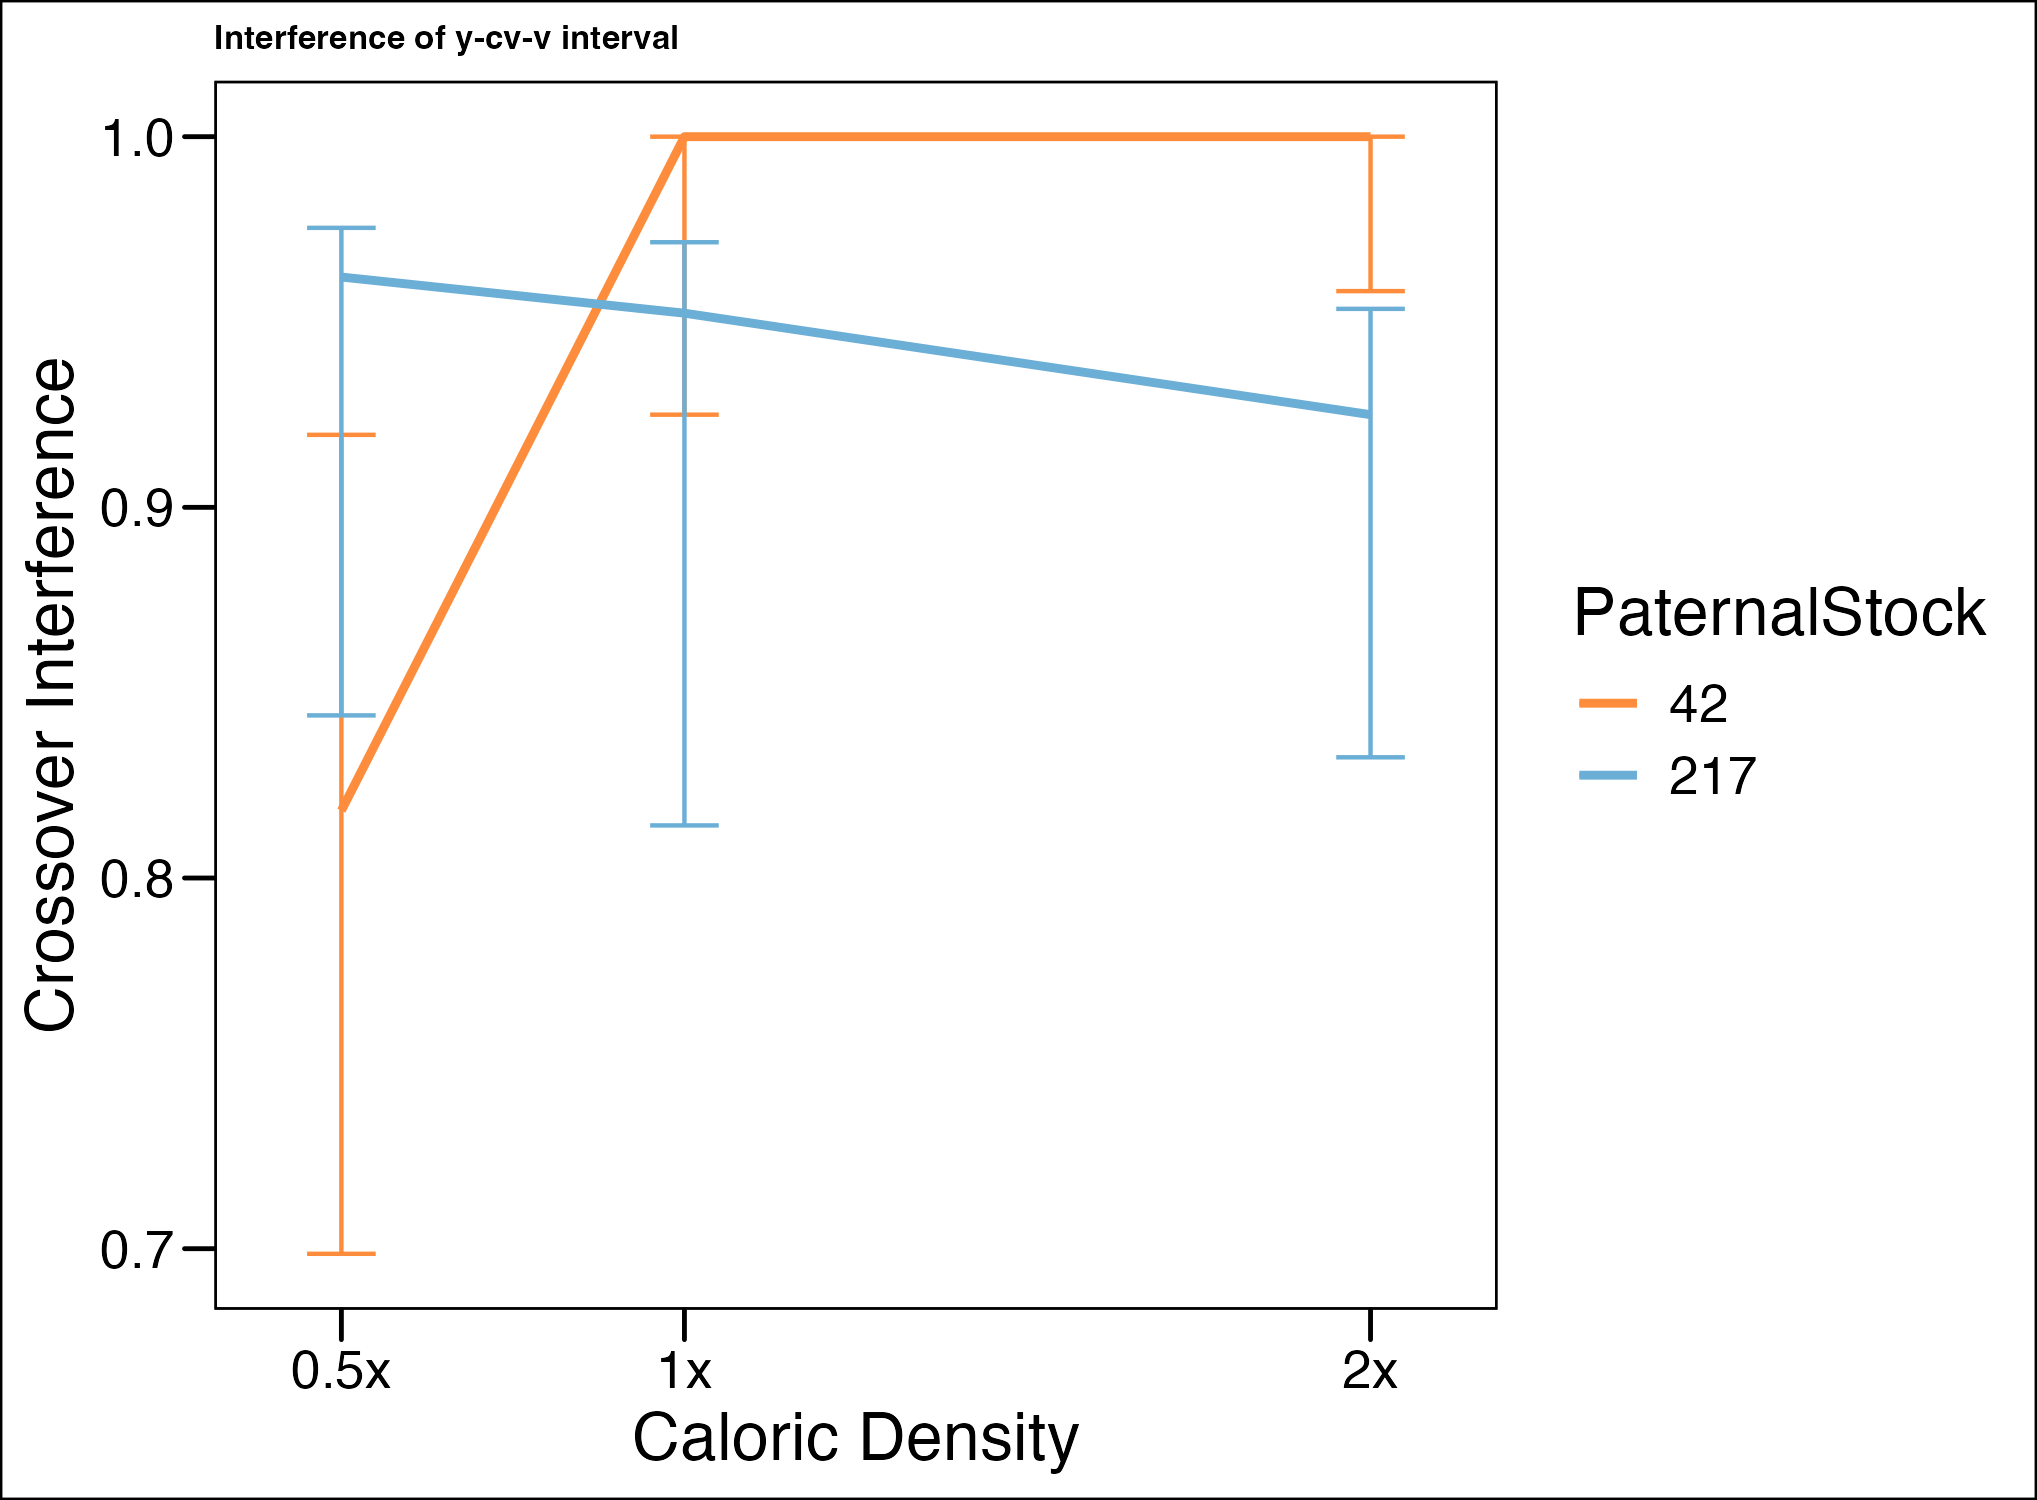 Interference of y-cv-v interval
1.0
0.9
0.8
0.7
Crossover Interference
0.5x 1x 2x
Caloric Density
PaternalStock
42
217